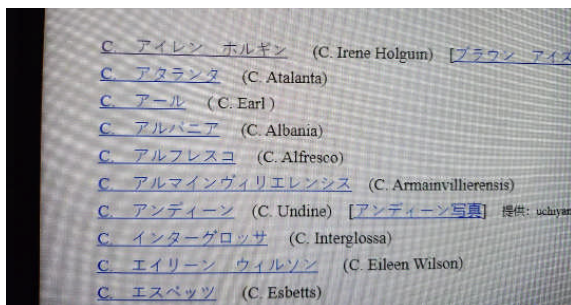 C. アイレン ホルギン (C. Irene Holguin) [ブラウン アイズ
C. アタランタ (C. Atalanta)
C. アール ( C. Earl )
C. アルバニア (C. Albania)
C. アルフレスコ (C. Alfresco)
C. アルマインヴィリエレンシス (C. Armainvillierensis)
C. アンディーン (C. Undine) [アンディーン写真] 提供: uchiyam
C. インターグロッサ (C. Interglossa)
C. エイリーン ウィルソン (C. Eileen Wilson)
C. エスベッツ (C. Esbetts)